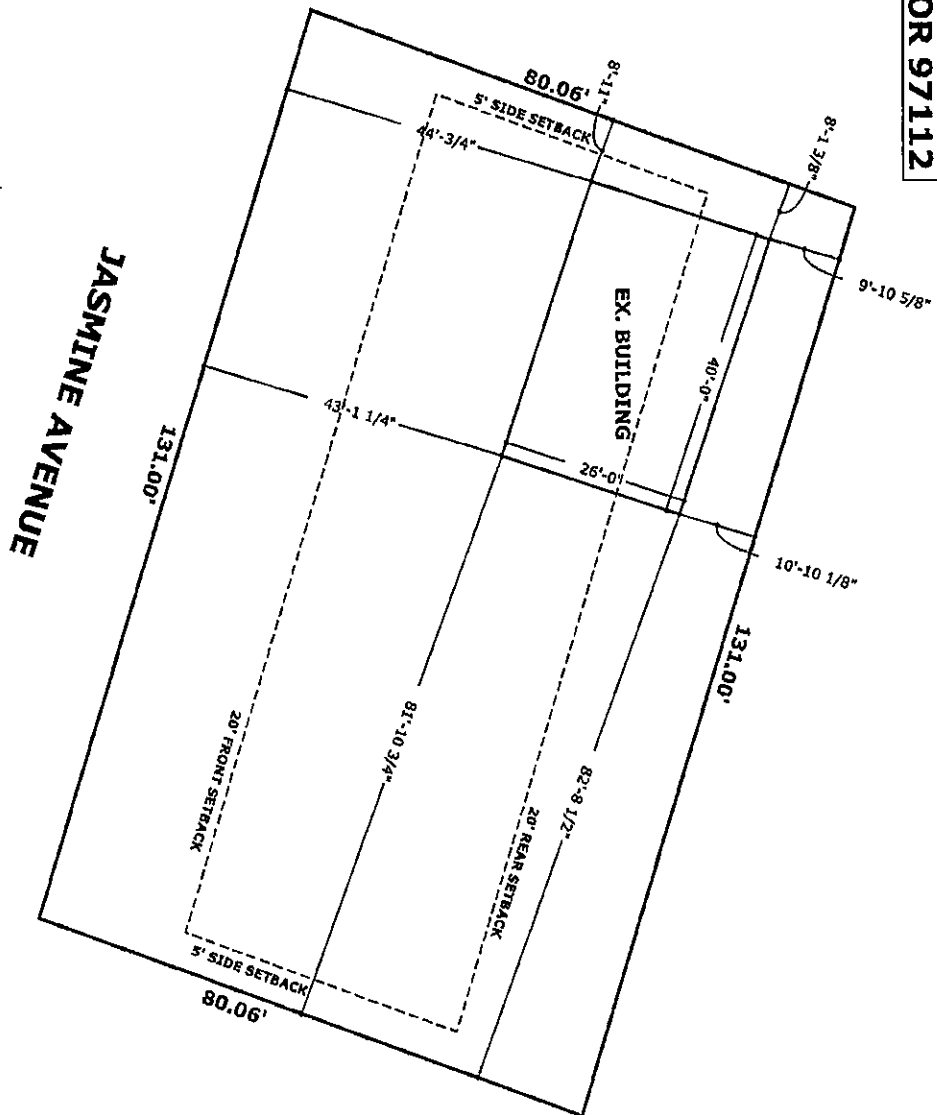 OR 97112
80.06'
8'-11"
8'-1 3/8"
5' SIDE SETBACK
44'-3/4"
9'-10 5/8"
EX. BUILDING
40'-0"
JASMINE AVENUE
131.00'
43'-1 1/4"
26'-0"
10'-10 1/8"
131.00'
20' FRONT SETBACK
81'-10 3/4"
82'-8 1/2"
20' REAR SETBACK
5' SIDE SETBACK
80.06'